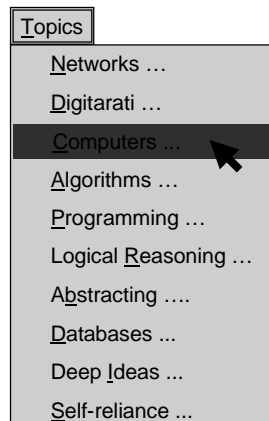 Topics
Networks …
Digitarati …
Computers ...
Algorithms …
Programming …
Logical Reasoning …
Abstracting ….
Databases ...
Deep Ideas ...
Self-reliance ...